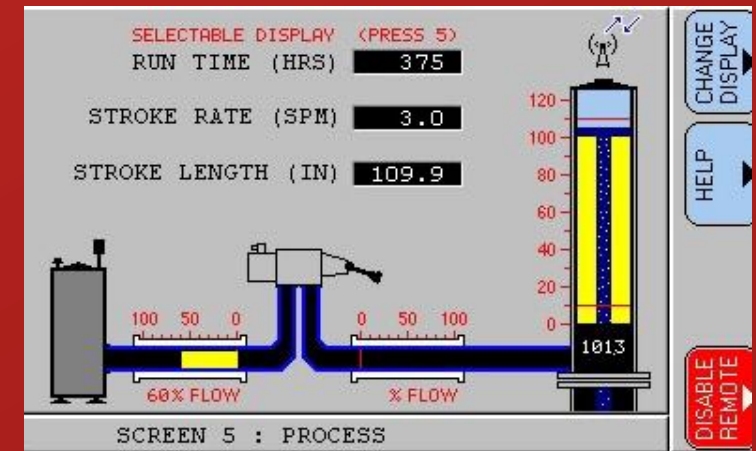 SELECTABLE DISPLAY (PRESS 5)
RUN TIME (HRS) 375
STROKE RATE (SPM) 3.0
STROKE LENGTH (IN) 109.9
120
100
80
60
40
20
0
1013
100 50 0
0 50 100
60% FLOW
% FLOW
SCREEN 5 : PROCESS
CHANGE
DISPLAY
HELP
DISABLE
REMOTE